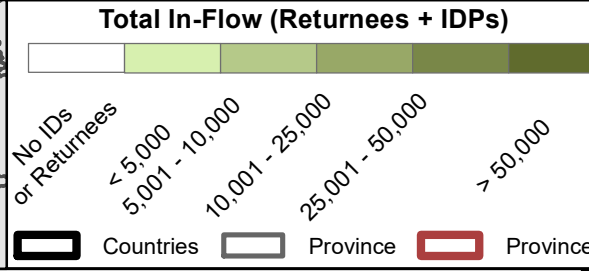 Total In-Flow (Returnees + IDPs)
No IDs
or Returnees
< 5,000
5,001 - 10,000
10,001 - 25,000
25,001 - 50,000
> 50,000
Countries
Province
Province